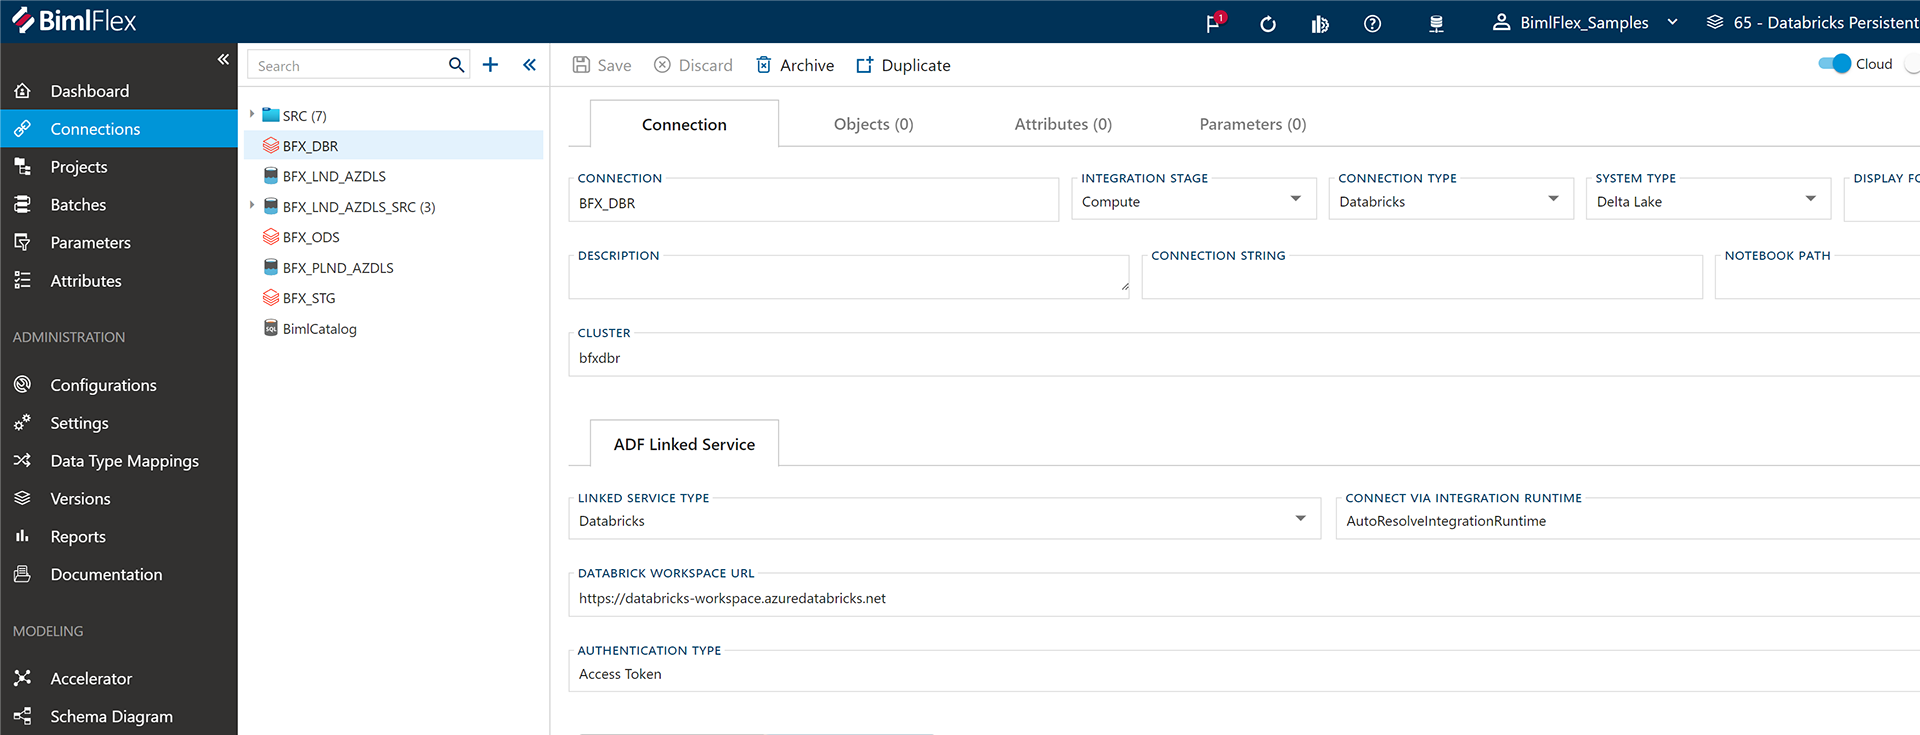 BimlFlex
1
BimlFlex_Samples
65 - Databricks Persistent
Dashboard
Connections
Projects
Batches
Parameters
Attributes
ADMINISTRATION
Configurations
Settings
Data Type Mappings
Versions
Reports
Documentation
MODELING
Accelerator
Schema Diagram
Search
SRC (7)
BFX_DBR
BFX_LND_AZDLS
BFX_LND_AZDLS_SRC (3)
BFX_ODS
BFX_PLND_AZDLS
BFX_STG
SQL
BimlCatalog
Save
Discard
Archive
Duplicate
Cloud
Connection
Objects (0)
Attributes (0)
Parameters (0)
CONNECTION
BFX_DBR
INTEGRATION STAGE
Compute
CONNECTION TYPE
Databricks
SYSTEM TYPE
Delta Lake
DISPLAY FO
DESCRIPTION
CONNECTION STRING
NOTEBOOK PATH
CLUSTER
bfxdbr
ADF Linked Service
LINKED SERVICE TYPE
Databricks
CONNECT VIA INTEGRATION RUNTIME
AutoResolveIntegrationRuntime
DATABRICK WORKSPACE URL
https://databricks-workspace.azuredatabricks.net
AUTHENTICATION TYPE
Access Token